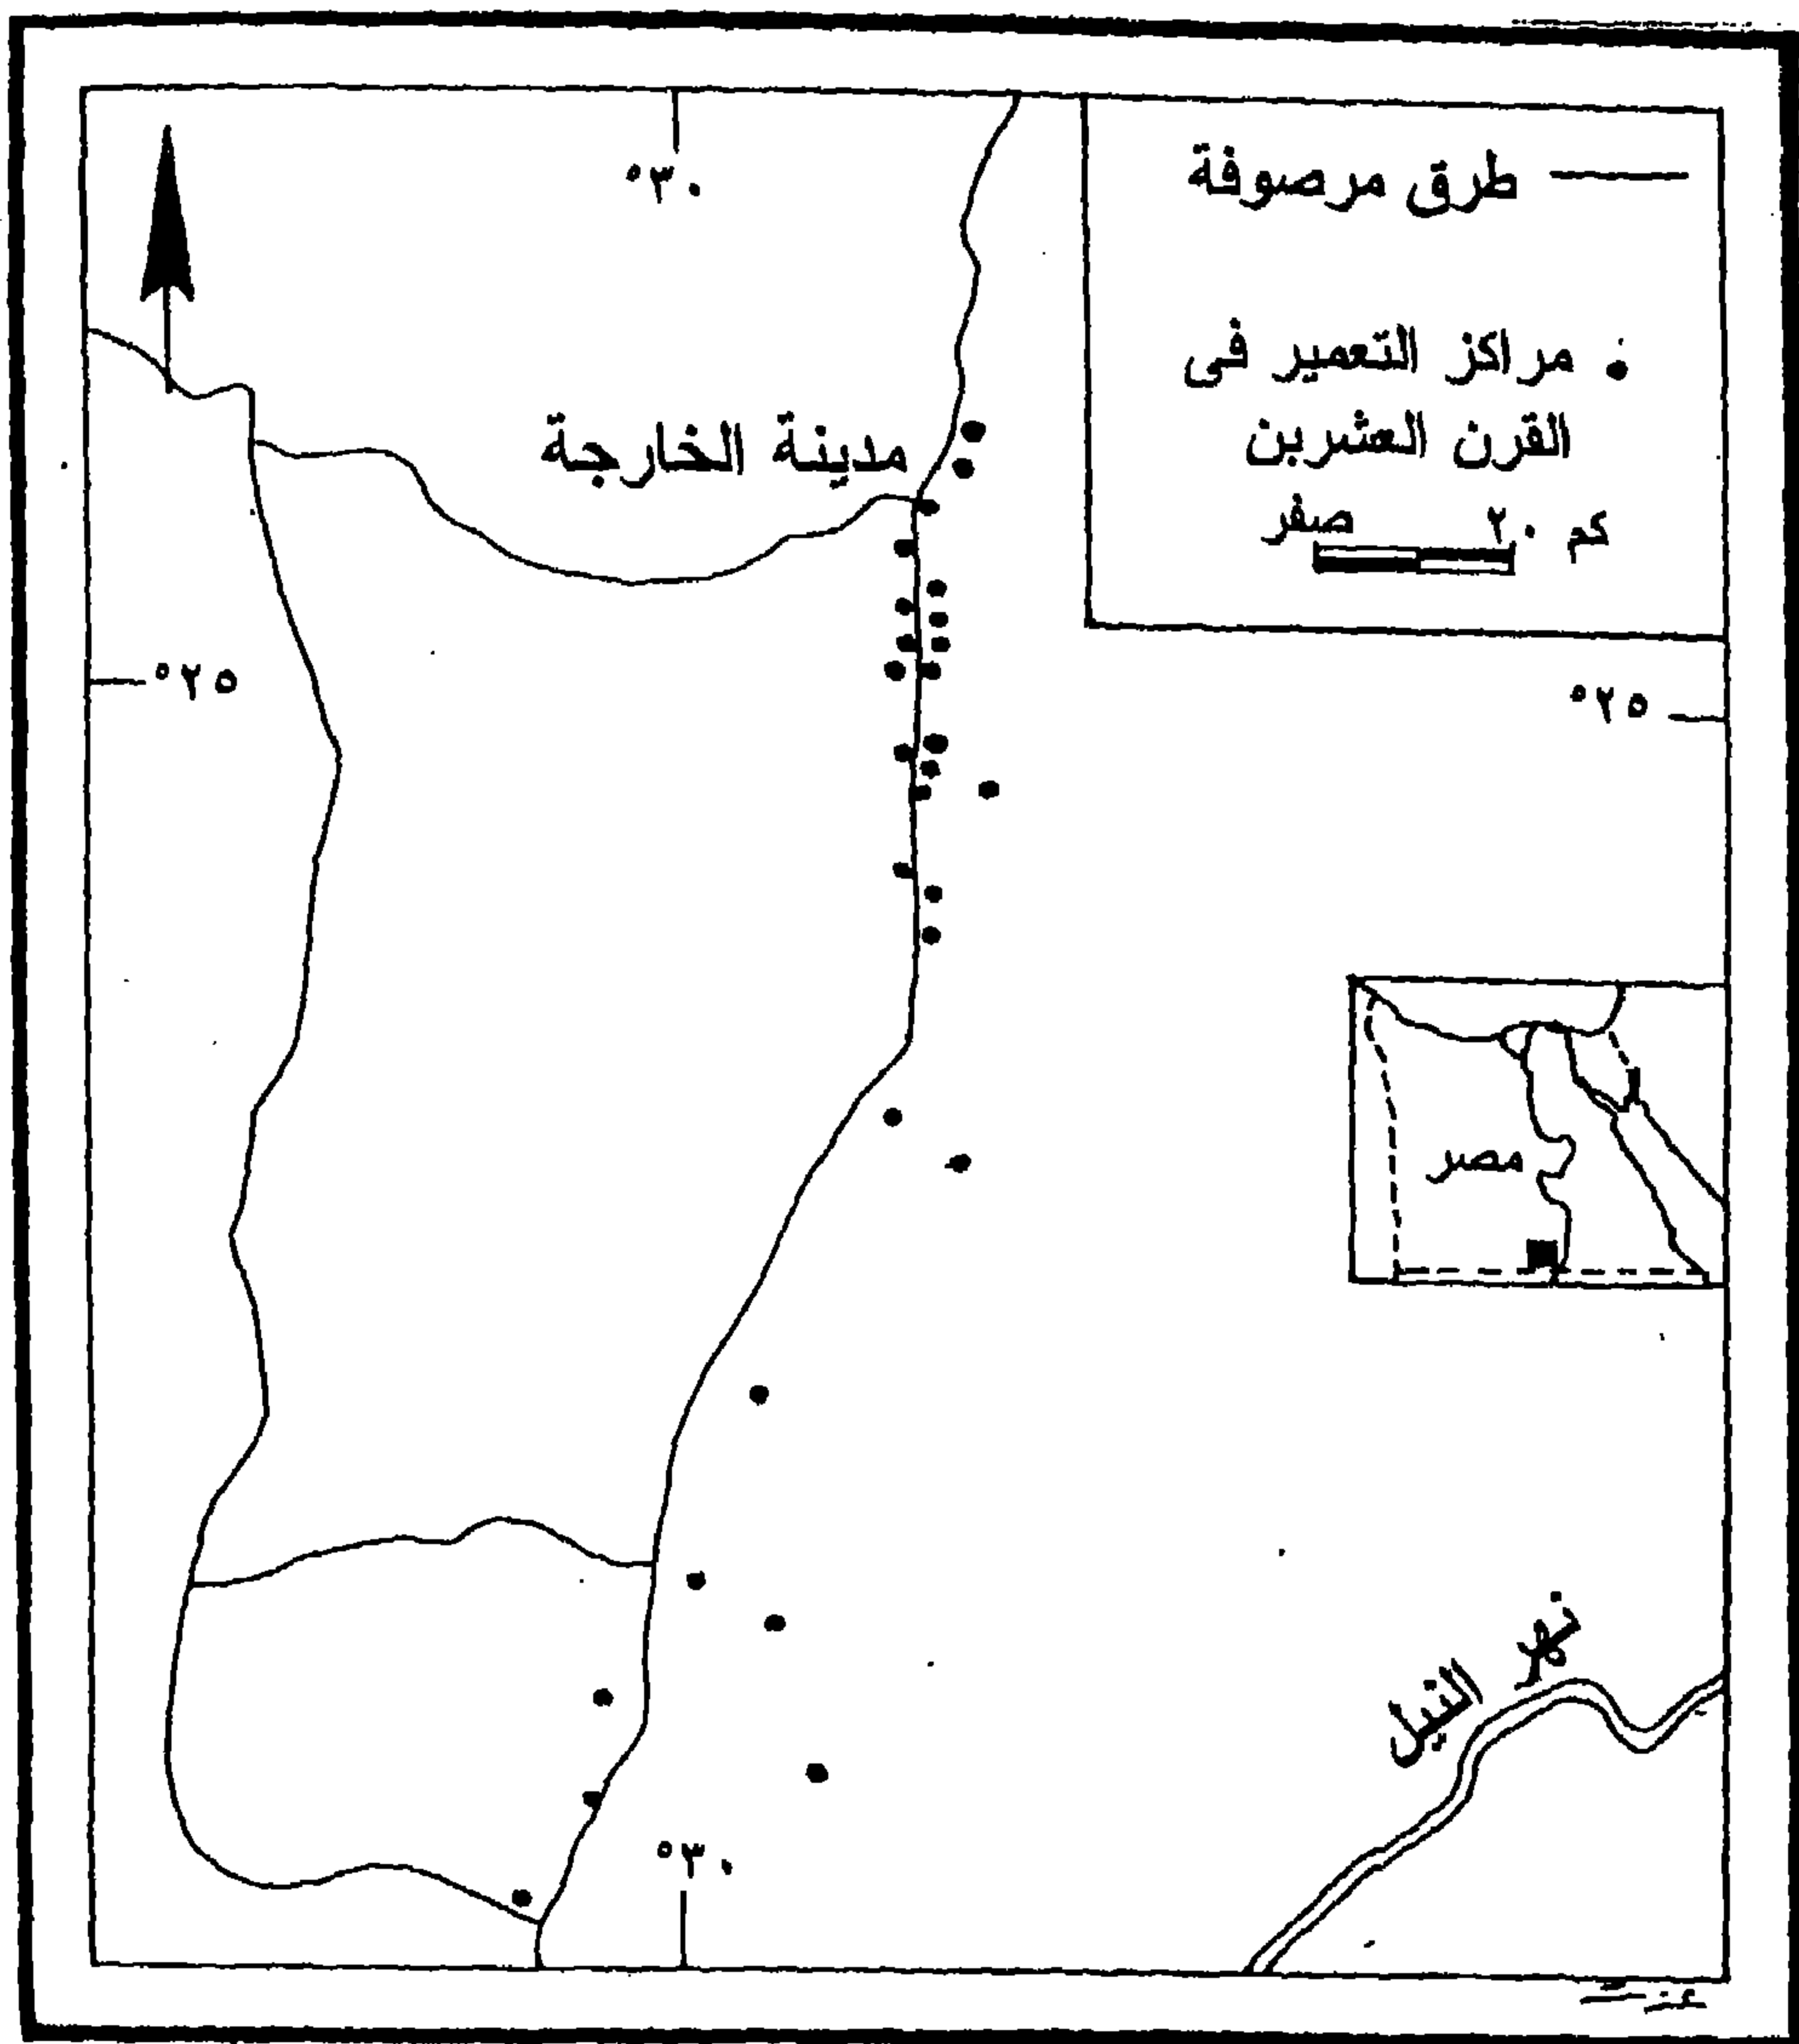 °٣٠
طرق مرصوفة
مراكز التعمير فى
القرن العشرين
صفر ٢٠ كم
مدينة الخارجة
°٢٥
°٢٥
مصر
نهر النيل
°٣٠